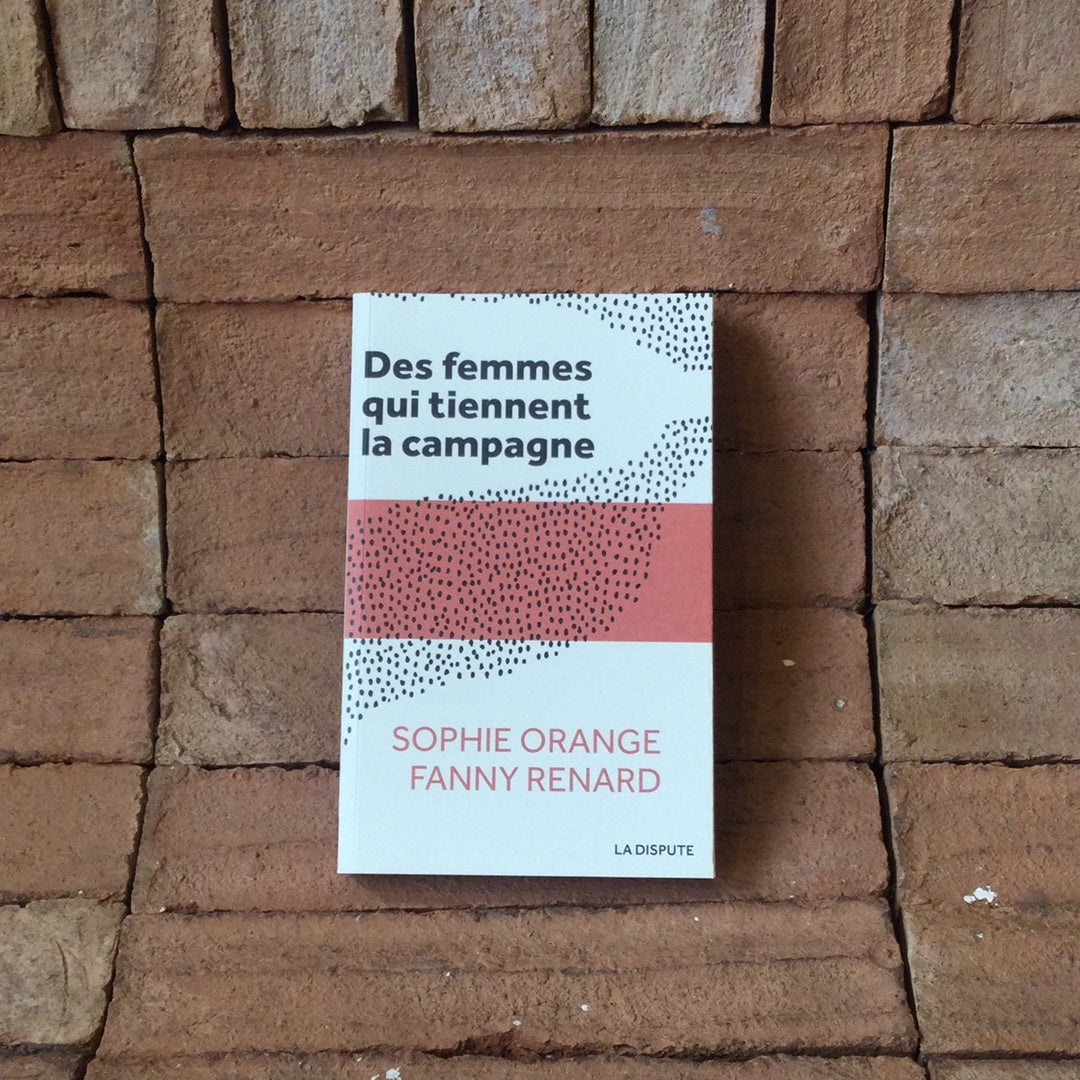 Des femmes
qui tiennent
la campagne
SOPHIE ORANGE
FANNY RENARD
LA DISPUTE